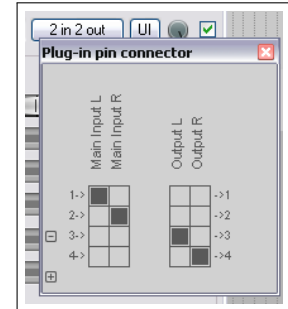 2 in 2 out UI
Plug-in pin connector
Main Input L
Main Input R
Output L
Output R
1-> ->1
2-> ->2
3-> ->3
4-> ->4